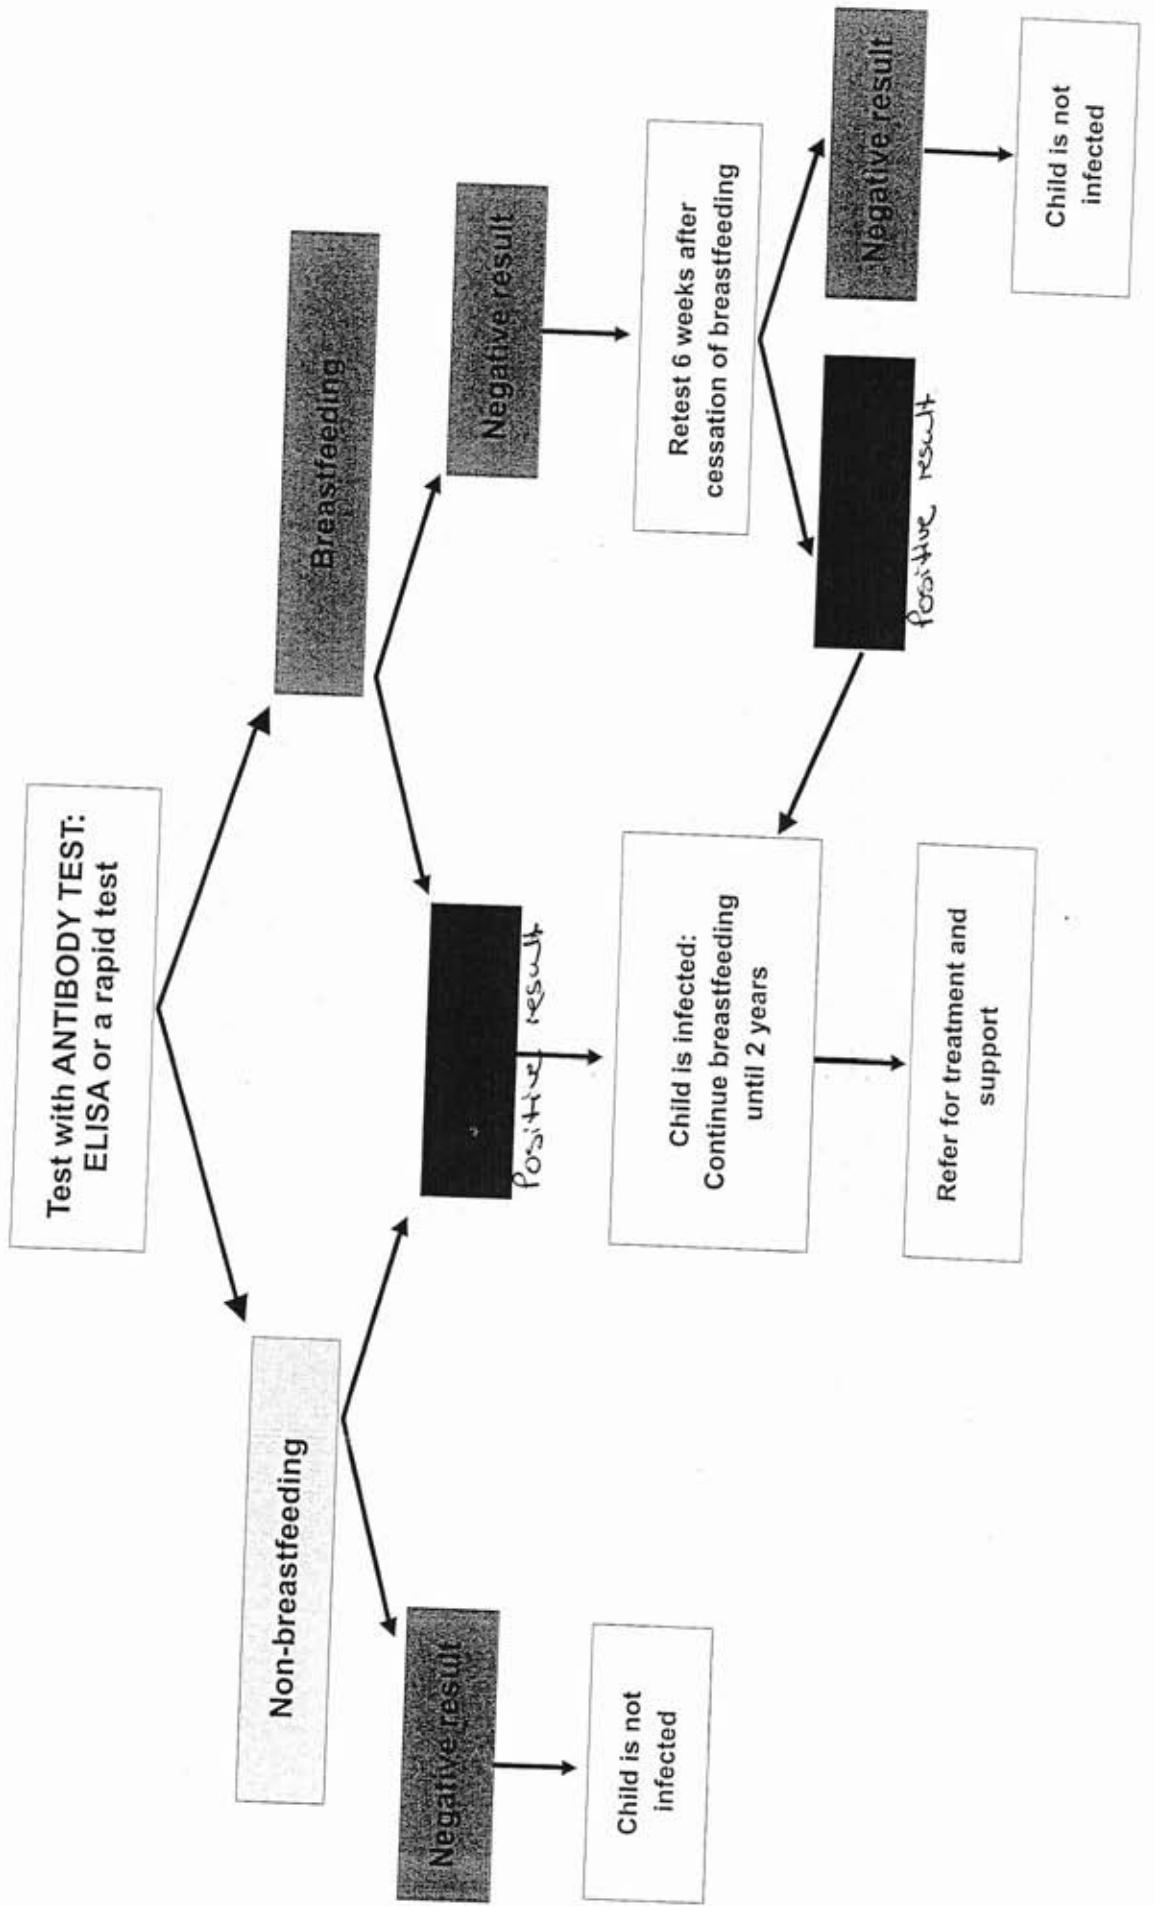 Test with ANTIBODY TEST:
ELISA or a rapid test
Non-breastfeeding
Breastfeeding
Negative result
Positive result
Negative result
Child is not
infected
Child is infected:
Continue breastfeeding
until 2 years
Retest 6 weeks after
cessation of breastfeeding
Positive result
Negative result
Refer for treatment and
support
Child is not
infected